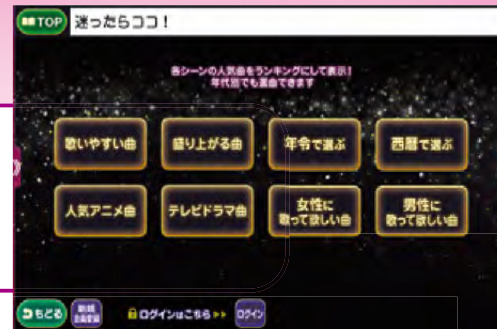 TOP 迷ったらココ!
各シーンの人気曲をランキングにして表示!
年代別でも選曲できます
歌いやすい曲
盛り上がる曲
年令で選ぶ
西暦で選ぶ
人気アニメ曲
テレビドラマ曲
女性に
歌って欲しい曲
男性に
歌って欲しい曲
もどる
ログインはこちら
ログイン